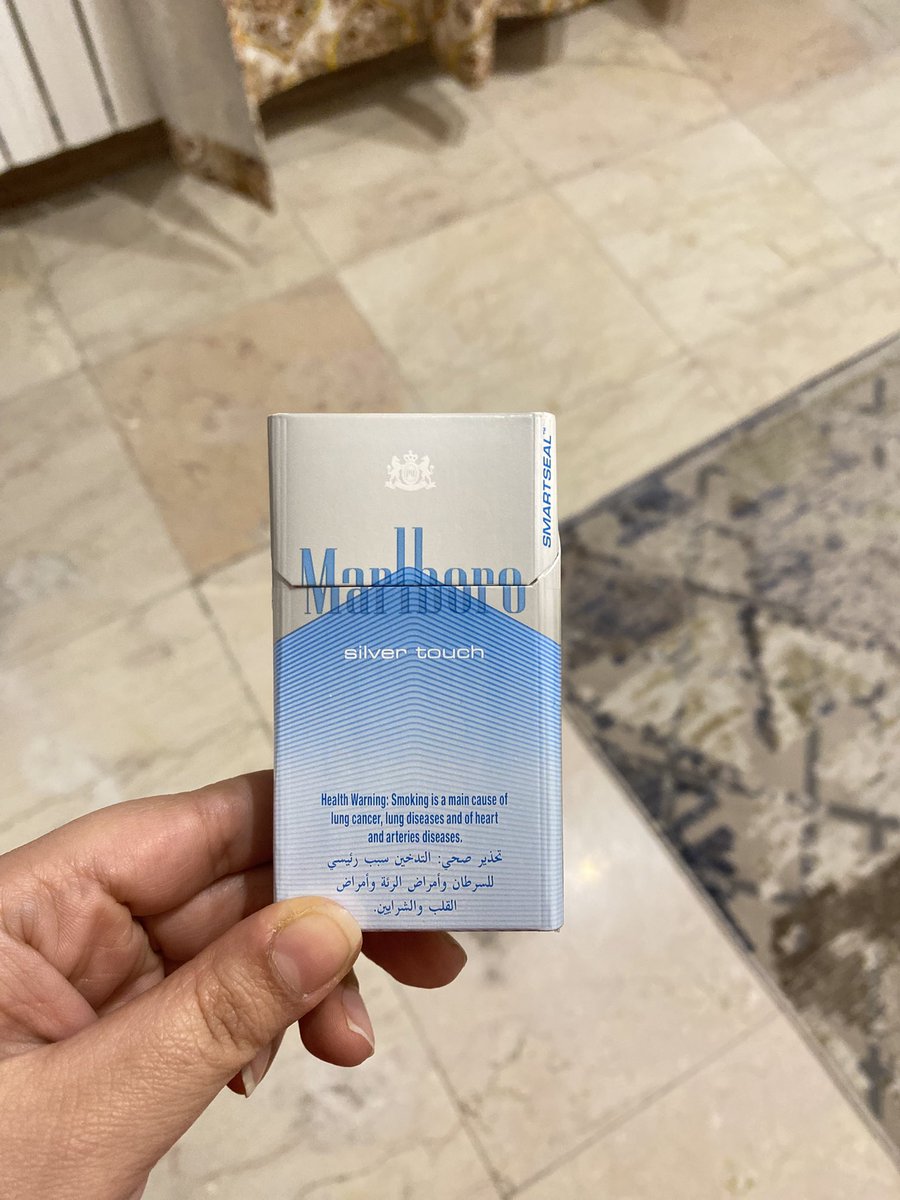 SMARTSEAL™
Marlboro
silver touch
Health Warning: Smoking is a main cause of
lung cancer, lung diseases and of heart
and arteries diseases.
تحذير صحي: التدخين سبب رئيسي
للسرطان وأمراض الرئة وأمراض
القلب والشرايين.